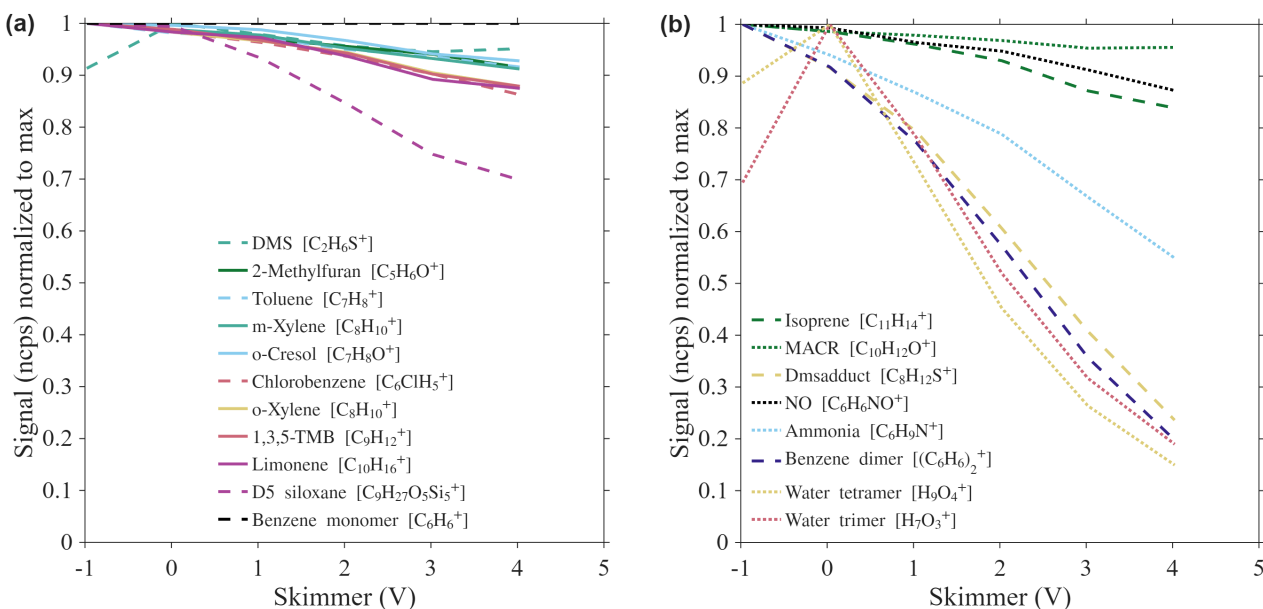 (a)
Signal (ncps) normalized to max
1
0.9
0.8
0.7
0.6
0.5
0.4
0.3
0.2
0.1
0
DMS [C₂H₆S⁺]
2-Methylfuran [C₅H₆O⁺]
Toluene [C₇H₈⁺]
m-Xylene [C₈H₁₀⁺]
o-Cresol [C₇H₈O⁺]
Chlorobenzene [C₆ClH₅⁺]
o-Xylene [C₈H₁₀⁺]
1,3,5-TMB [C₉H₁₂⁺]
Limonene [C₁₀H₁₆⁺]
D5 siloxane [C₉H₂₇O₅Si₅⁺]
Benzene monomer [C₆H₆⁺]
-1 0 1 2 3 4 5
Skimmer (V)
(b)
Signal (ncps) normalized to max
1
0.9
0.8
0.7
0.6
0.5
0.4
0.3
0.2
0.1
0
Isoprene [C₁₁H₁₄⁺]
MACR [C₁₀H₁₂O⁺]
Dmsadduct [C₈H₁₂S⁺]
NO [C₆H₆NO⁺]
Ammonia [C₆H₉N⁺]
Benzene dimer [(C₆H₆)₂⁺]
Water tetramer [H₉O₄⁺]
Water trimer [H₇O₃⁺]
-1 0 1 2 3 4 5
Skimmer (V)